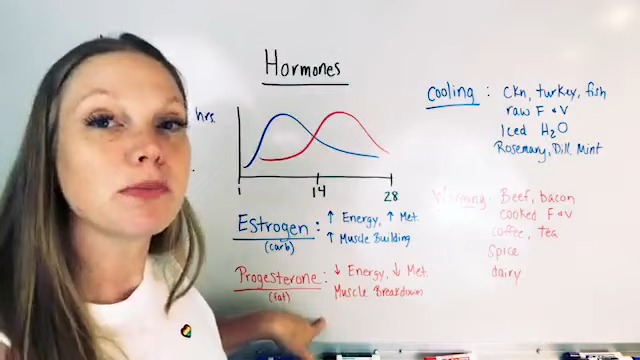 Hormones
hrs.
1 14 28
Estrogen : ↑ Energy, ↑ Met.
(carb) ↑ Muscle Building
Progesterone : ↓ Energy, ↓ Met.
(fat) Muscle Breakdown
Cooling : ckn, turkey, fish
raw F + V
Iced H2O
Rosemary, Dill Mint
Warming : Beef, bacon
cooked F + V
coffee, Tea
Spice
dairy